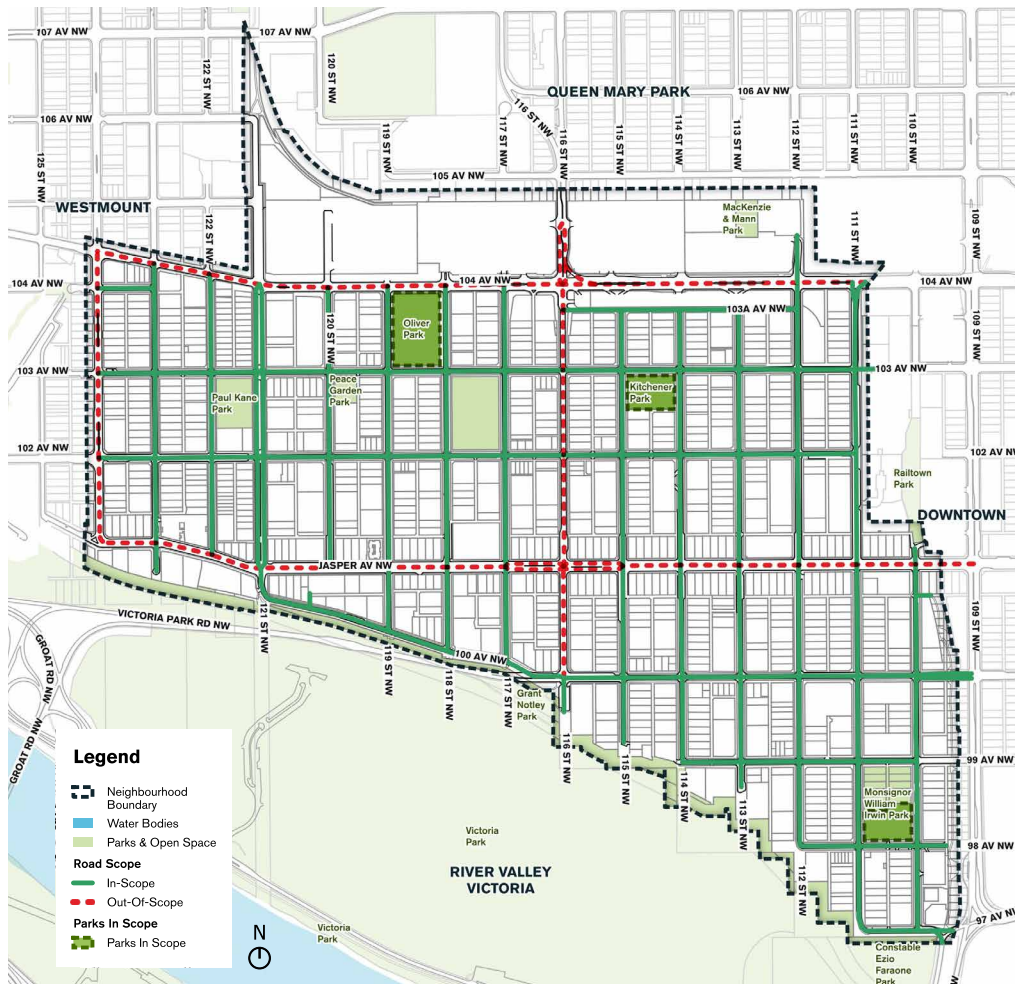 107 AV NW
107 AV NW
122 ST NW
120 ST NW
QUEEN MARY PARK
106 AV NW
106 AV NW
116 ST NW
125 ST NW
119 ST NW
117 ST NW
116 ST NW
115 ST NW
114 ST NW
113 ST NW
112 ST NW
111 ST NW
110 ST NW
105 AV NW
WESTMOUNT
122 ST NW
MacKenzie
& Mann
Park
111 ST NW
109 ST NW
104 AV NW
104 AV NW
104 AV NW
103A AV NW
120 ST NW
Oliver
Park
109 ST NW
103 AV NW
103 AV NW
Peace
Garden
Park
Paul Kane
Park
Kitchener
Park
102 AV NW
102 AV NW
Railtown
Park
DOWNTOWN
JASPER AV NW
VICTORIA PARK RD NW
121 ST NW
109 ST NW
GROAT RD NW
119 ST NW
100 AV NW
118 ST NW
117 ST NW
Grant
Notley
Park
GROAT RD NW
116 ST NW
115 ST NW
114 ST NW
113 ST NW
99 AV NW
Monsignor
William
Irwin Park
98 AV NW
Victoria
Park
RIVER VALLEY
VICTORIA
112 ST NW
97 AV NW
Victoria
Park
Constable
Ezio
Faraone
Park
N
Legend
Neighbourhood
Boundary
Water Bodies
Parks & Open Space
Road Scope
In-Scope
Out-Of-Scope
Parks In Scope
Parks In Scope